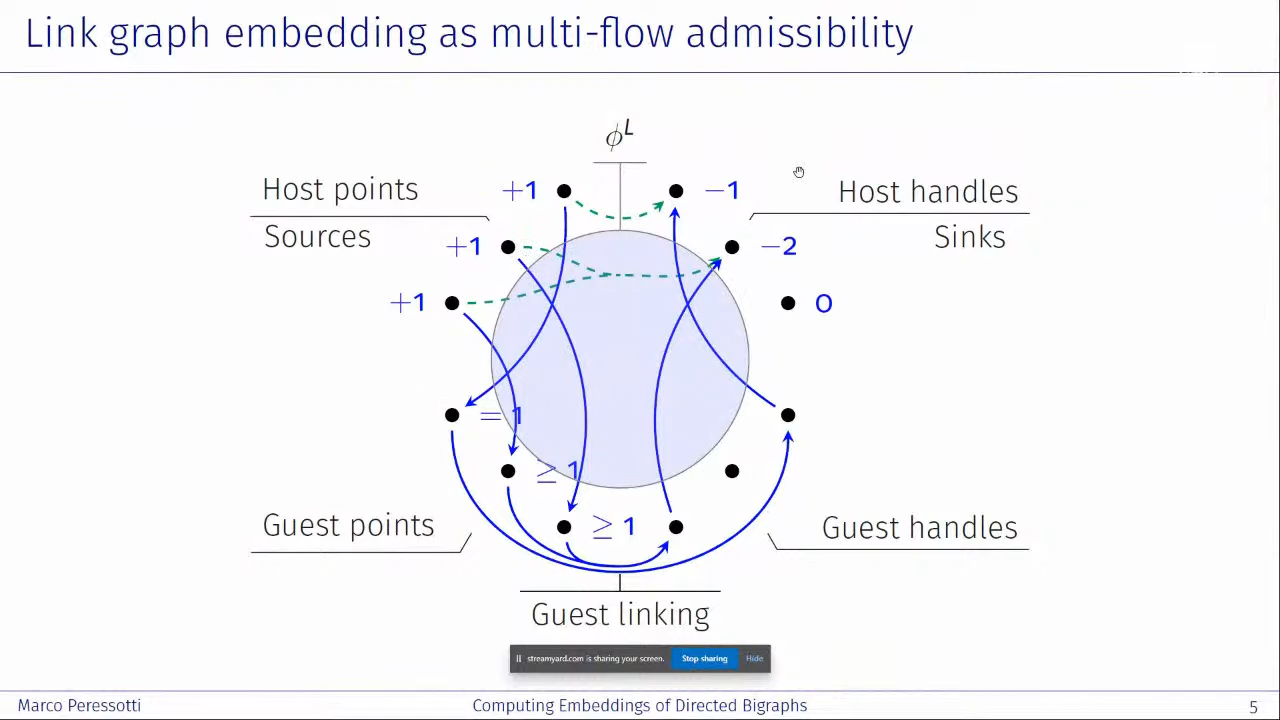 Link graph embedding as multi-flow admissibility
ϕᴸ
Host points
+1
−1
Host handles
Sources
+1
−2
Sinks
+1
0
= 1
≥ 1
Guest points
≥ 1
Guest handles
Guest linking
streamyard.com is sharing your screen.
Stop sharing
Hide
Marco Peressotti
Computing Embeddings of Directed Bigraphs
5